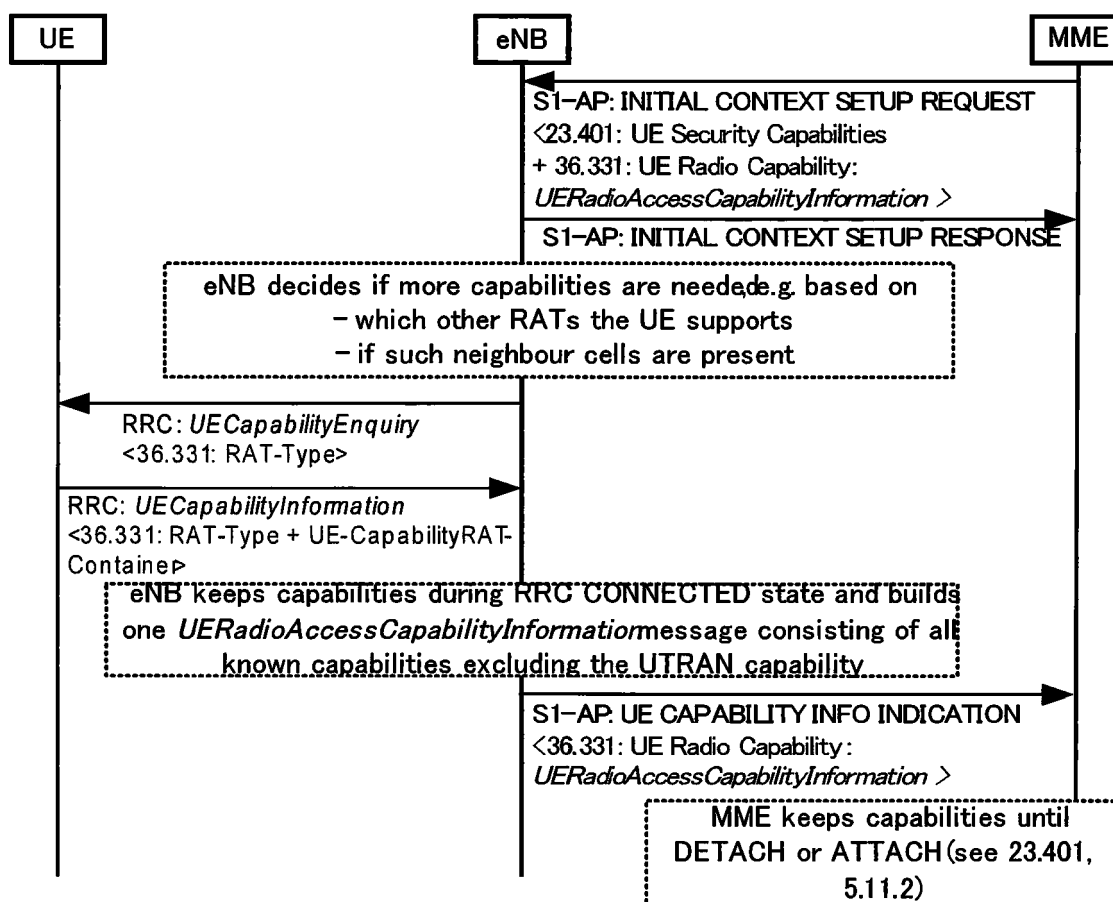 UE
eNB
MME
S1-AP: INITIAL CONTEXT SETUP REQUEST
<23.401: UE Security Capabilities
+ 36.331: UE Radio Capability:
UERadioAccessCapabilityInformation >
S1-AP: INITIAL CONTEXT SETUP RESPONSE
eNB decides if more capabilities are needed,e.g. based on
- which other RATs the UE supports
- if such neighbour cells are present
RRC: UECapabilityEnquiry
<36.331: RAT-Type>
RRC: UECapabilityInformation
<36.331: RAT-Type + UE-CapabilityRAT-
Container>
eNB keeps capabilities during RRC CONNECTED state and builds
one UERadioAccessCapabilityInformation message consisting of all
known capabilities excluding the UTRAN capability
S1-AP: UE CAPABILITY INFO INDICATION
<36.331: UE Radio Capability:
UERadioAccessCapabilityInformation >
MME keeps capabilities until
DETACH or ATTACH (see 23.401,
5.11.2)